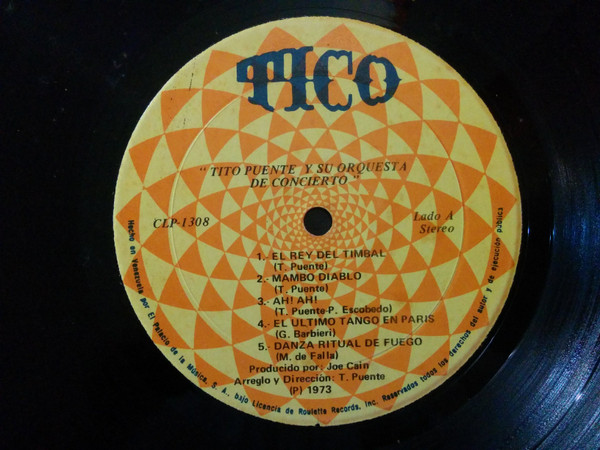 TICO
" TITO PUENTE Y SU ORQUESTA
DE CONCIERTO "
CLP-1308
Lado A
Stereo
1.- EL REY DEL TIMBAL
(T. Puente)
2.- MAMBO DIABLO
(T. Puente)
3.- AH! AH!
(T. Puente-P. Escobedo)
4.- EL ULTIMO TANGO EN PARIS
(G. Barbieri)
5.- DANZA RITUAL DE FUEGO
(M. de Falla)
Producido por: Joe Cain
Arreglo y Dirección: T. Puente
(P) 1973
Hecho en Venezuela por El Palacio de la Música, S. A., bajo Licencia de Roulette Records, Inc. Reservados todos los derechos del autor y de ejecución pública